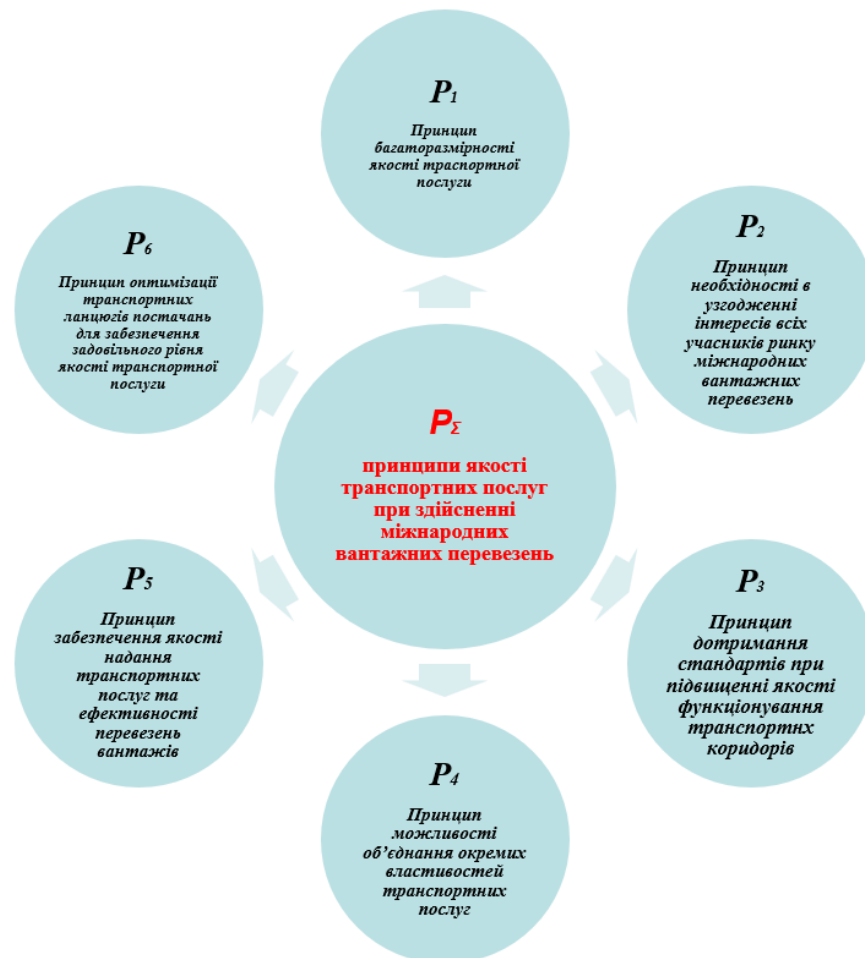 P1
Принцип
багаторазмірності
якості траспортної
послуги
P2
Принцип
необхідності в
узгодженні
інтересів всіх
учасників ринку
міжнародних
вантажних
перевезень
P3
Принцип
дотримання
стандартів при
підвищенні якості
функціонування
транспортнх
коридорів
P4
Принцип
можливості
об’єднання окремих
властивостей
транспортних
послуг
P5
Принцип
забезпечення якості
надання
транспортних
послуг та
ефективності
перевезень
вантажів
P6
Принцип оптимізації
транспортних
ланцюгів постачань
для забезпечення
задовільного рівня
якості транспортної
послуги
PΣ
принципи якості
транспортних послуг
при здійсненні
міжнародних
вантажних перевезень